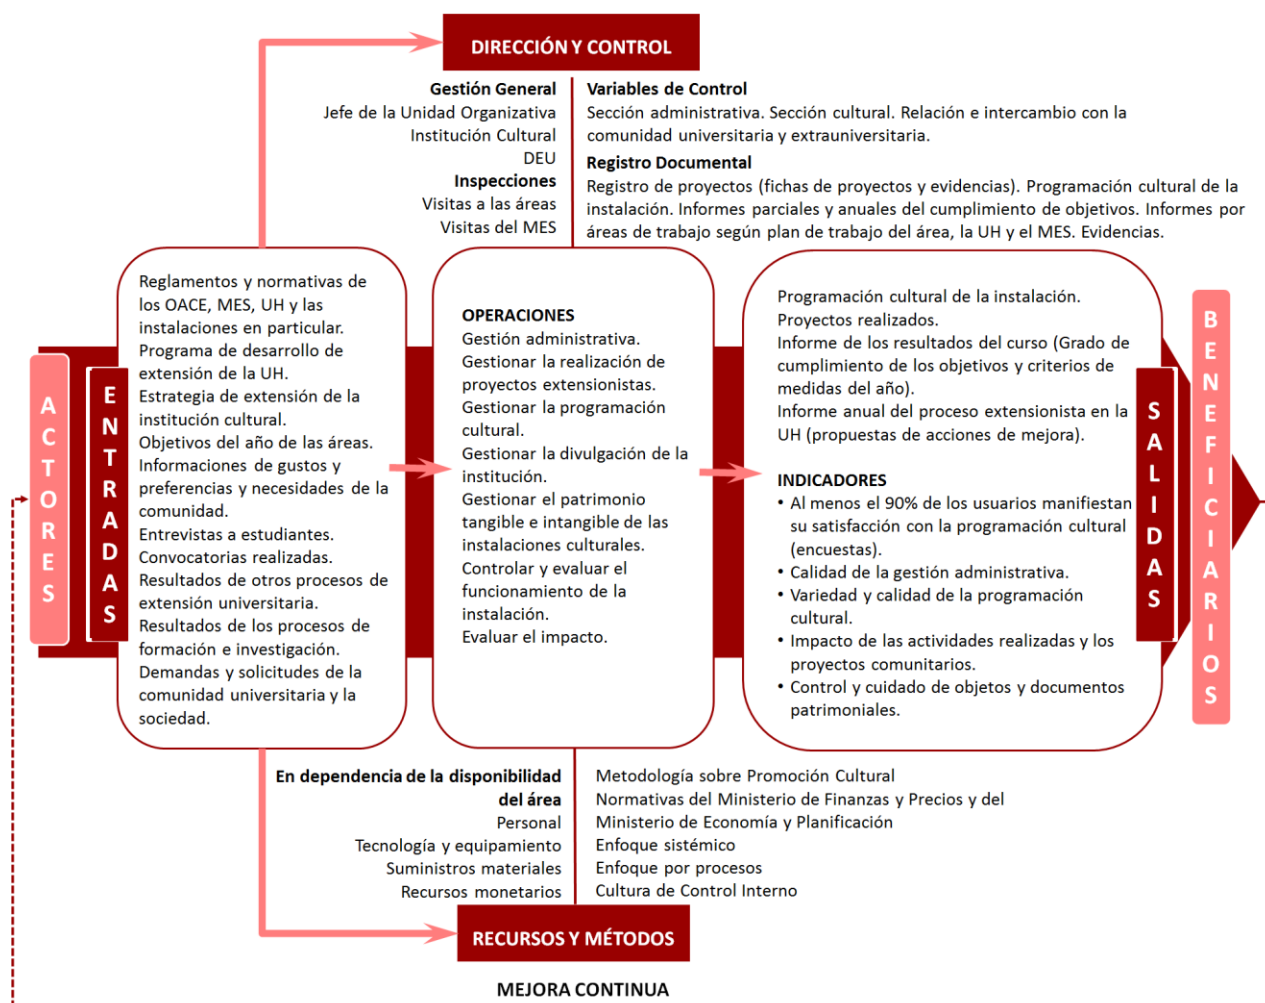 DIRECCIÓN Y CONTROL
Gestión General
Jefe de la Unidad Organizativa
Institución Cultural
DEU
Inspecciones
Visitas a las áreas
Visitas del MES
Variables de Control
Sección administrativa. Sección cultural. Relación e intercambio con la
comunidad universitaria y extrauniversitaria.
Registro Documental
Registro de proyectos (fichas de proyectos y evidencias). Programación cultural de la
instalación. Informes parciales y anuales del cumplimiento de objetivos. Informes por
áreas de trabajo según plan de trabajo del área, la UH y el MES. Evidencias.
ACTORES
ENTRADAS
Reglamentos y normativas de
los OACE, MES, UH y las
instalaciones en particular.
Programa de desarrollo de
extensión de la UH.
Estrategia de extensión de la
institución cultural.
Objetivos del año de las áreas.
Informaciones de gustos y
preferencias y necesidades de la
comunidad.
Entrevistas a estudiantes.
Convocatorias realizadas.
Resultados de otros procesos de
extensión universitaria.
Resultados de los procesos de
formación e investigación.
Demandas y solicitudes de la
comunidad universitaria y la
sociedad.
OPERACIONES
Gestión administrativa.
Gestionar la realización de
proyectos extensionistas.
Gestionar la programación
cultural.
Gestionar la divulgación de la
institución.
Gestionar el patrimonio
tangible e intangible de las
instalaciones culturales.
Controlar y evaluar el
funcionamiento de la
instalación.
Evaluar el impacto.
Programación cultural de la instalación.
Proyectos realizados.
Informe de los resultados del curso (Grado de
cumplimiento de los objetivos y criterios de
medidas del año).
Informe anual del proceso extensionista en la
UH (propuestas de acciones de mejora).
INDICADORES
• Al menos el 90% de los usuarios manifiestan
su satisfacción con la programación cultural
(encuestas).
• Calidad de la gestión administrativa.
• Variedad y calidad de la programación
cultural.
• Impacto de las actividades realizadas y los
proyectos comunitarios.
• Control y cuidado de objetos y documentos
patrimoniales.
SALIDAS
BENEFICIARIOS
En dependencia de la disponibilidad
del área
Personal
Tecnología y equipamiento
Suministros materiales
Recursos monetarios
Metodología sobre Promoción Cultural
Normativas del Ministerio de Finanzas y Precios y del
Ministerio de Economía y Planificación
Enfoque sistémico
Enfoque por procesos
Cultura de Control Interno
RECURSOS Y MÉTODOS
MEJORA CONTINUA